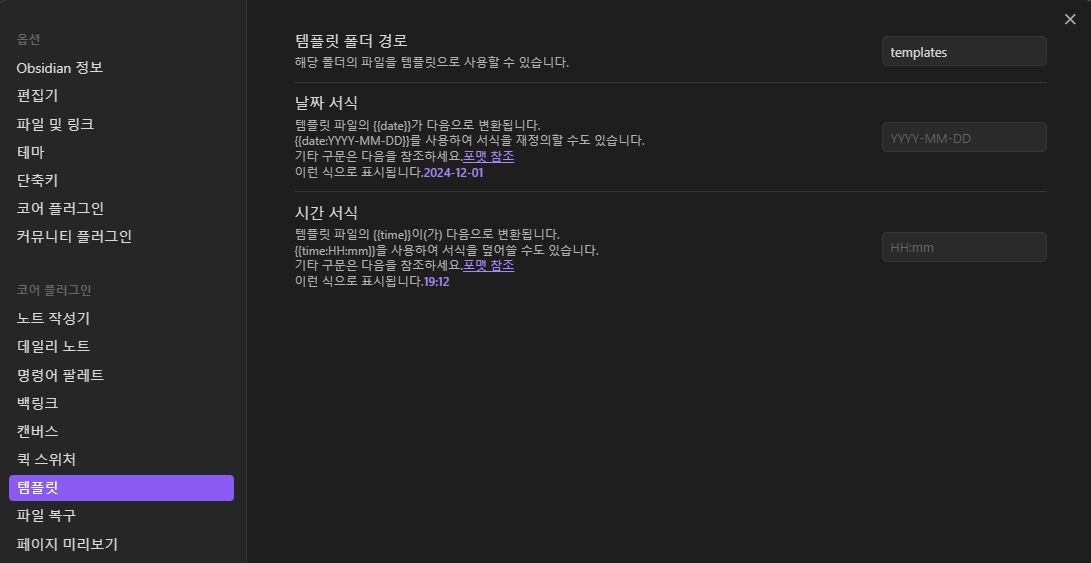 옵션
Obsidian 정보
편집기
파일 및 링크
테마
단축키
코어 플러그인
커뮤니티 플러그인
코어 플러그인
노트 작성기
데일리 노트
명령어 팔레트
백링크
캔버스
퀵 스위처
템플릿
파일 복구
페이지 미리보기
템플릿 폴더 경로
해당 폴더의 파일을 템플릿으로 사용할 수 있습니다.
templates
날짜 서식
템플릿 파일의 {{date}}가 다음으로 변환됩니다.
{{date:YYYY-MM-DD}}를 사용하여 서식을 재정의할 수도 있습니다.
기타 구문은 다음을 참조하세요.포맷 참조
이런 식으로 표시됩니다.2024-12-01
YYYY-MM-DD
시간 서식
템플릿 파일의 {{time}}이(가) 다음으로 변환됩니다.
{{time:HH:mm}}을 사용하여 서식을 덮어쓸 수도 있습니다.
기타 구문은 다음을 참조하세요.포맷 참조
이런 식으로 표시됩니다.19:12
HH:mm